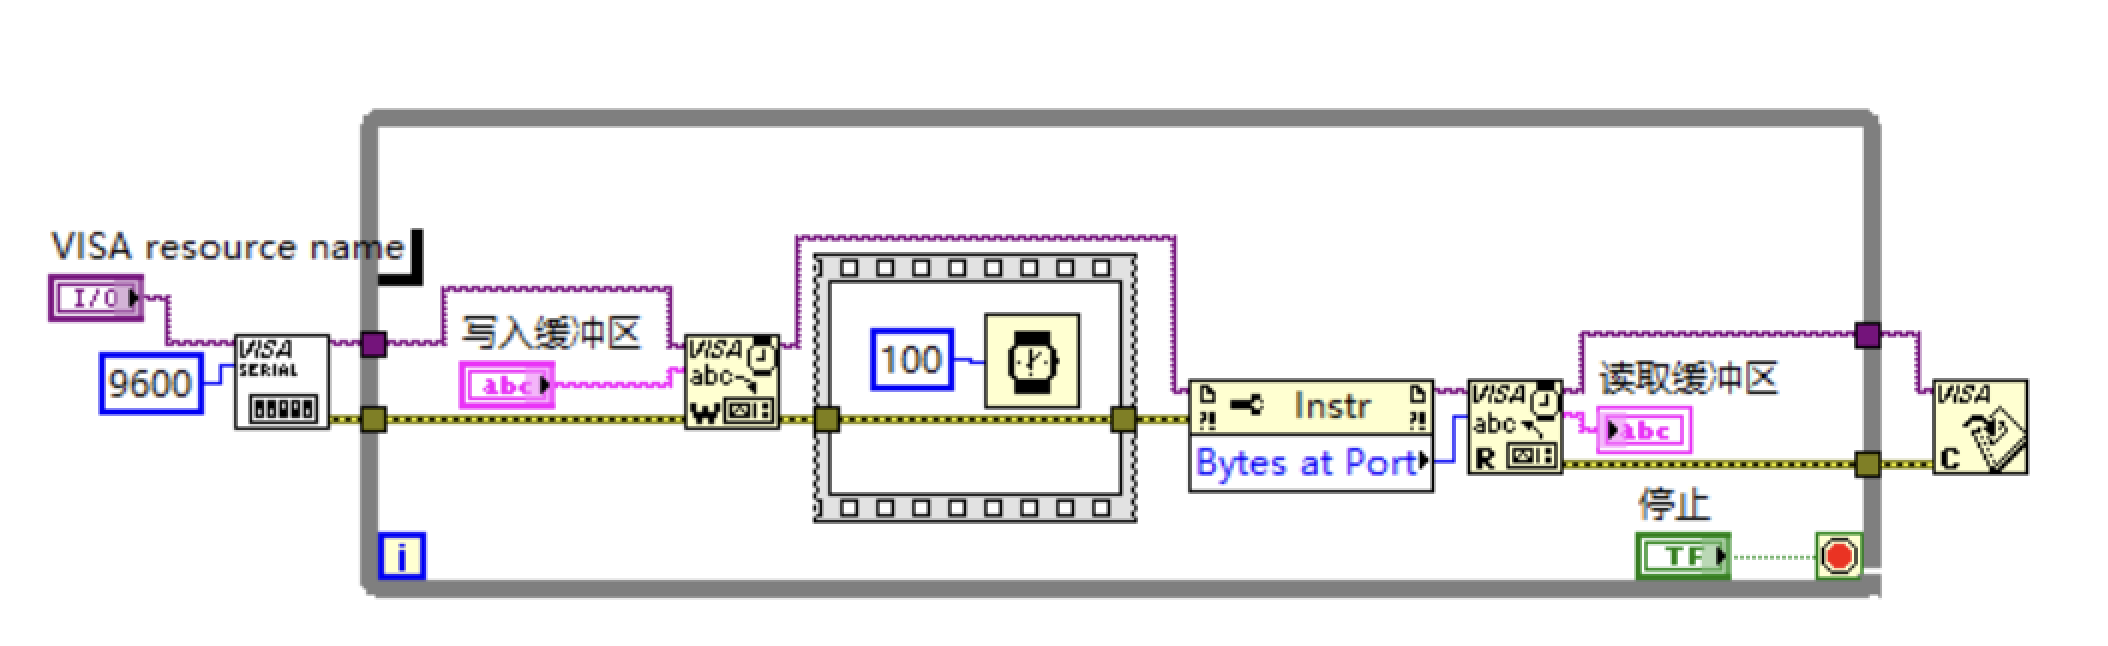 VISA resource name
I/O
9600
VISA
SERIAL
写入缓冲区
abc
VISA
abc
W
100
Instr
Bytes at Port
VISA
abc
R
读取缓冲区
abc
VISA
C
停止
TF
i